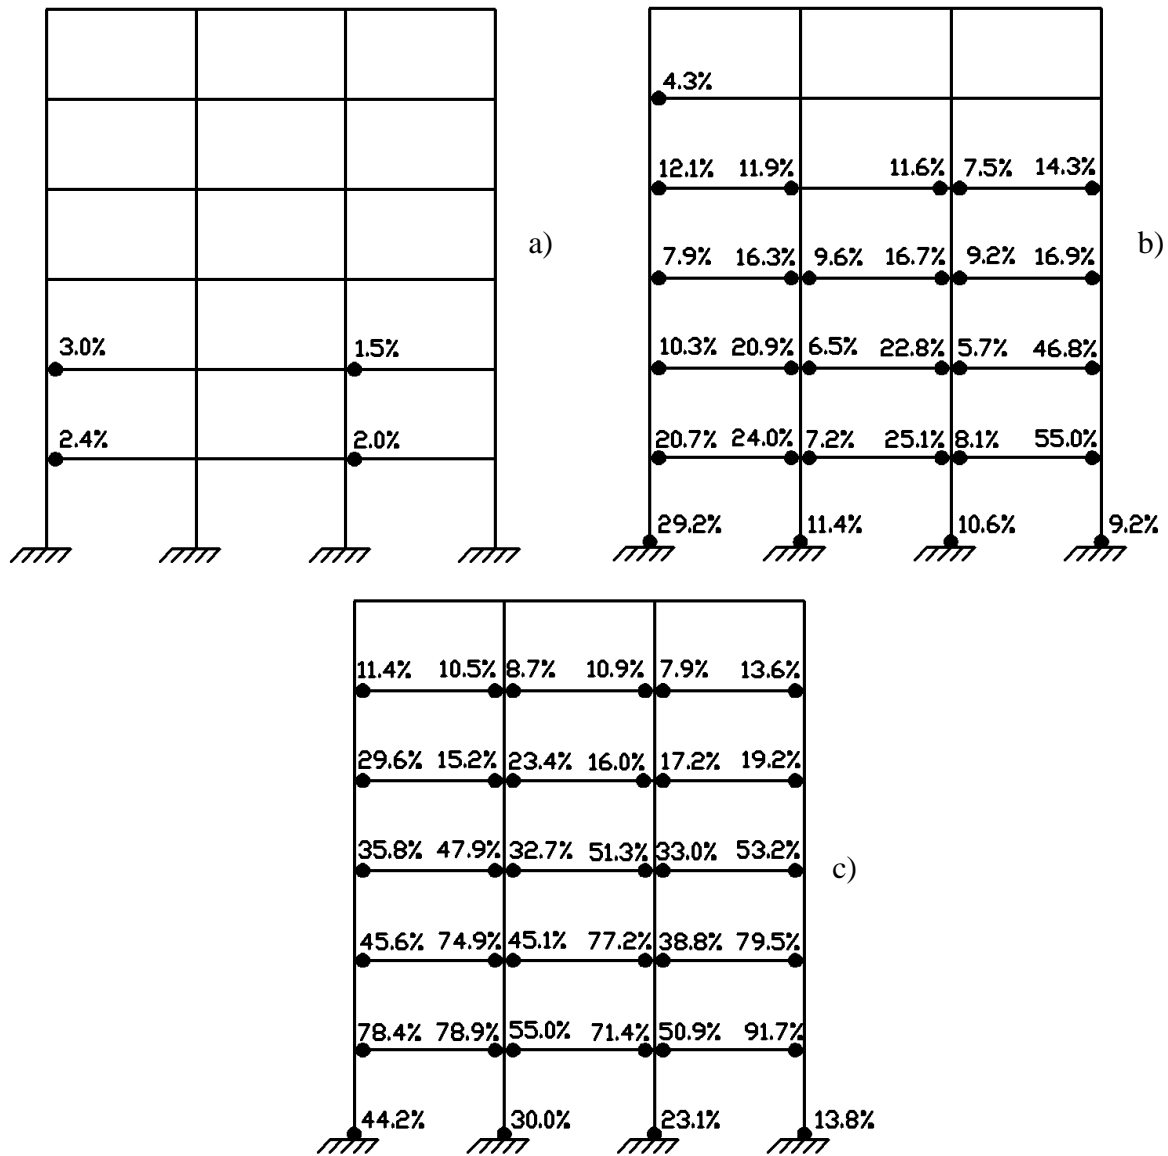 4.3%
12.1% 11.9% 11.6% 7.5% 14.3%
a)
b)
7.9% 16.3% 9.6% 16.7% 9.2% 16.9%
3.0% 1.5%
10.3% 20.9% 6.5% 22.8% 5.7% 46.8%
2.4% 2.0%
20.7% 24.0% 7.2% 25.1% 8.1% 55.0%
29.2% 11.4% 10.6% 9.2%
11.4% 10.5% 8.7% 10.9% 7.9% 13.6%
29.6% 15.2% 23.4% 16.0% 17.2% 19.2%
35.8% 47.9% 32.7% 51.3% 33.0% 53.2%
c)
45.6% 74.9% 45.1% 77.2% 38.8% 79.5%
78.4% 78.9% 55.0% 71.4% 50.9% 91.7%
44.2% 30.0% 23.1% 13.8%